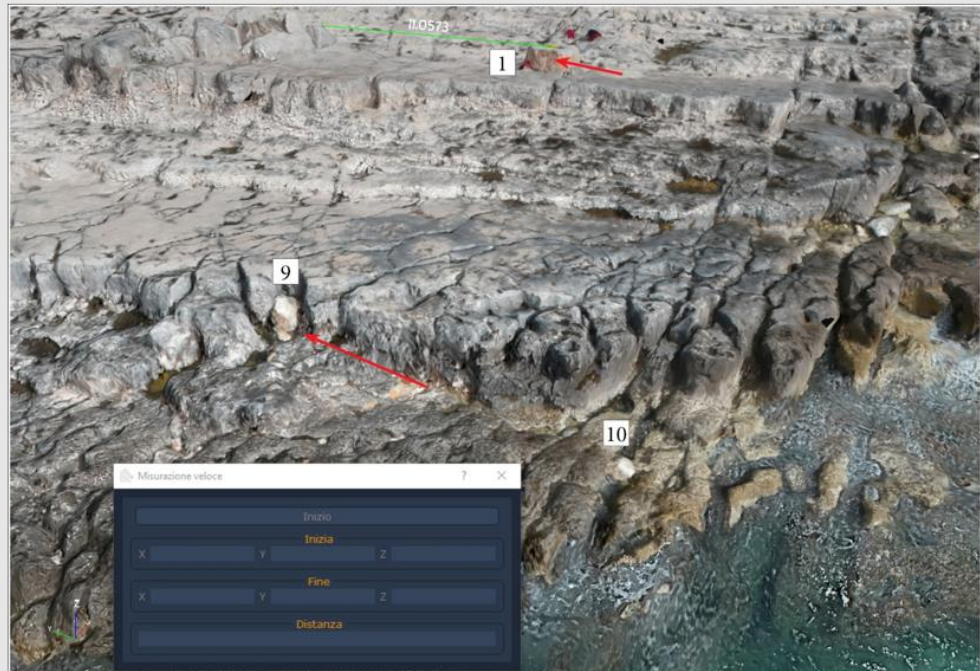 11.0573
1
9
10
Misurazione veloce ? ×
Inizio
Inizia
X Y Z
Fine
X Y Z
Distanza
Z
Y